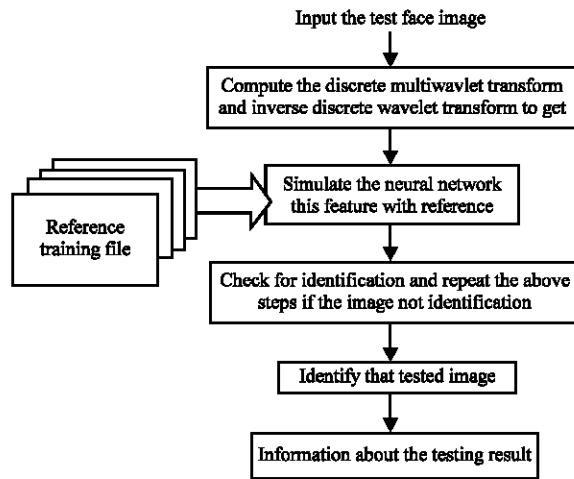 Input the test face image
Compute the discrete multiwavlet transform
and inverse discrete wavelet transform to get
Simulate the neural network
this feature with reference
Reference
training file
Check for identification and repeat the above
steps if the image not identification
Identify that tested image
Information about the testing result